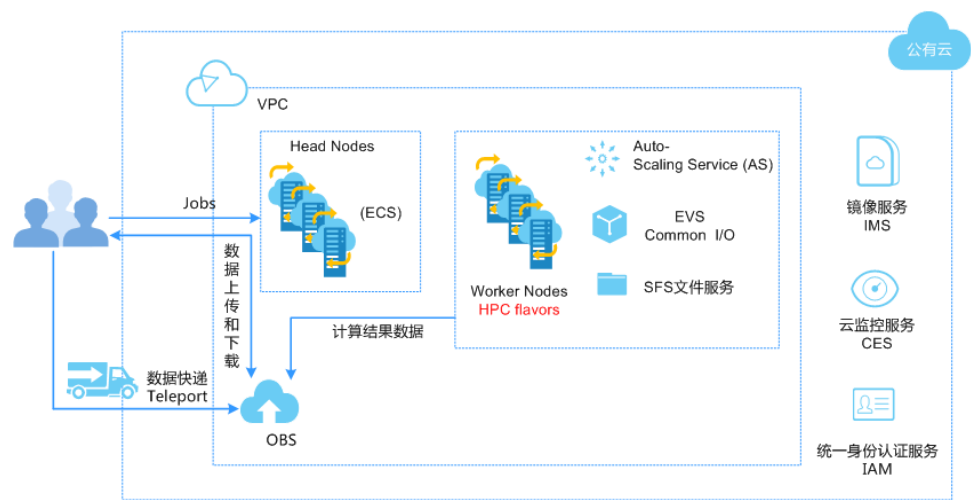 公有云
VPC
Head Nodes
(ECS)
Auto-
Scaling Service (AS)
EVS
Common I/O
SFS文件服务
Worker Nodes
HPC flavors
Jobs
数据上传和下载
计算结果数据
数据快递
Teleport
OBS
镜像服务
IMS
云监控服务
CES
统一身份认证服务
IAM